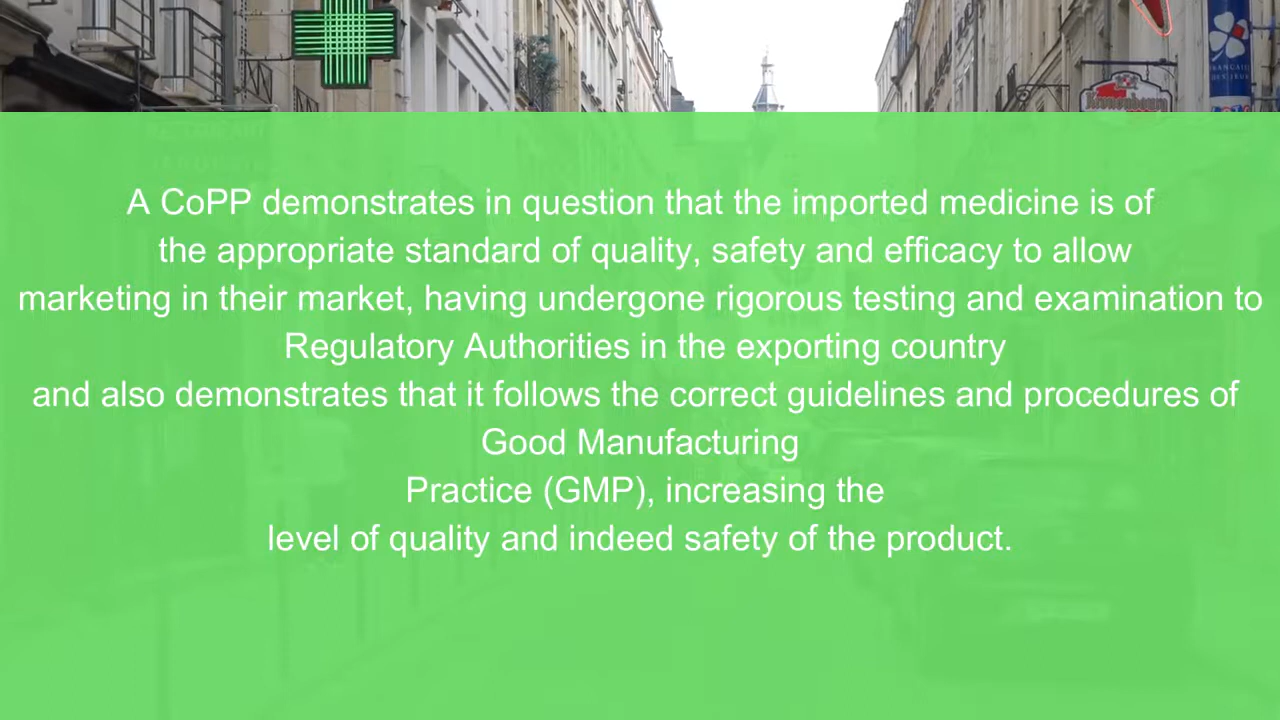 Kronenbourg
A CoPP demonstrates in question that the imported medicine is of
the appropriate standard of quality, safety and efficacy to allow
marketing in their market, having undergone rigorous testing and examination to
Regulatory Authorities in the exporting country
and also demonstrates that it follows the correct guidelines and procedures of
Good Manufacturing
Practice (GMP), increasing the
level of quality and indeed safety of the product.